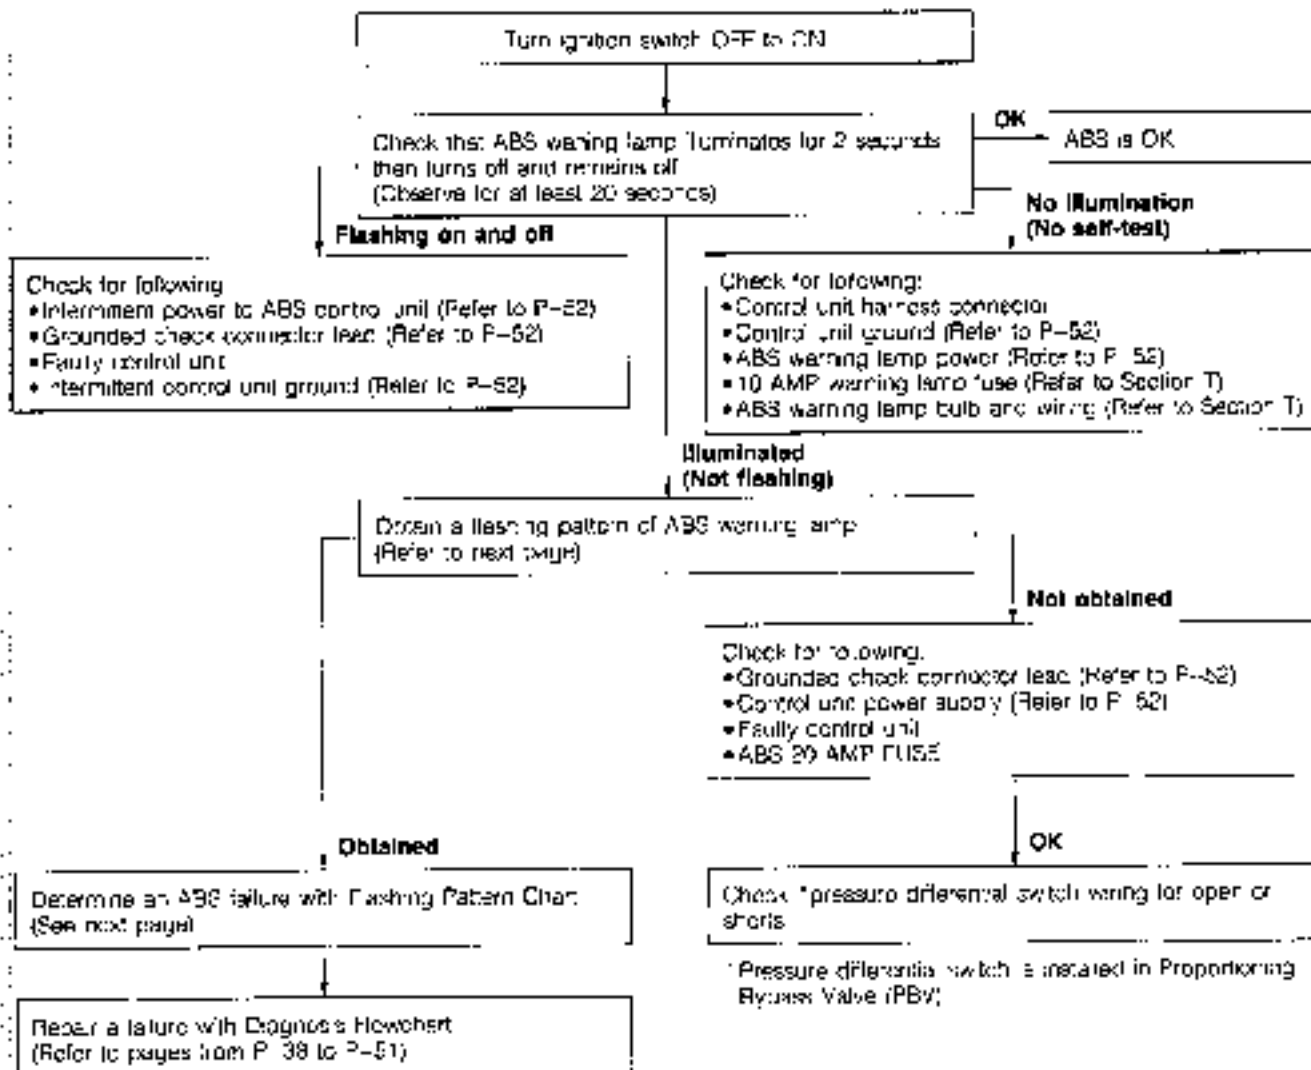 Turn ignition switch OFF to ON
Check that ABS waning lamp illuminates for 2 seconds
then turns off and remains off
(Observe for at least 20 seconds)
OK
ABS is OK
No illumination
(No self-test)
Flashing on and off
Check for following
•Intermment power to ABS control unit (Refer to P–52)
•Grounded check connector lead (Refer to P–52)
•Faulty control unit
•Intermittent control unit ground (Refer to P–52)
Check for following:
•Control unit harness connector
•Control unit ground (Refer to P–52)
•ABS warning lamp power (Refer to P–52)
•10 AMP warning lamp fuse (Refer to Section T)
•ABS warning lamp bulb and wiring (Refer to Section T)
Illuminated
(Not flashing)
Obtain a flashing pattern of ABS warning lamp
(Refer to next page)
Not obtained
Check for following.
•Grounded check connector lead (Refer to P–52)
•Control unit power supply (Refer to P–52)
•Faulty control unit
•ABS 20 AMP FUSE
OK
Obtained
Determine an ABS failure with Flashing Pattern Chart
(See next page)
Check *pressure differential switch wiring for open or
shorts
*Pressure differential switch is installed in Proportioning
Bypass Valve (PBV)
Repair a failure with Diagnosis Flowchart
(Refer to pages from P–38 to P–51)